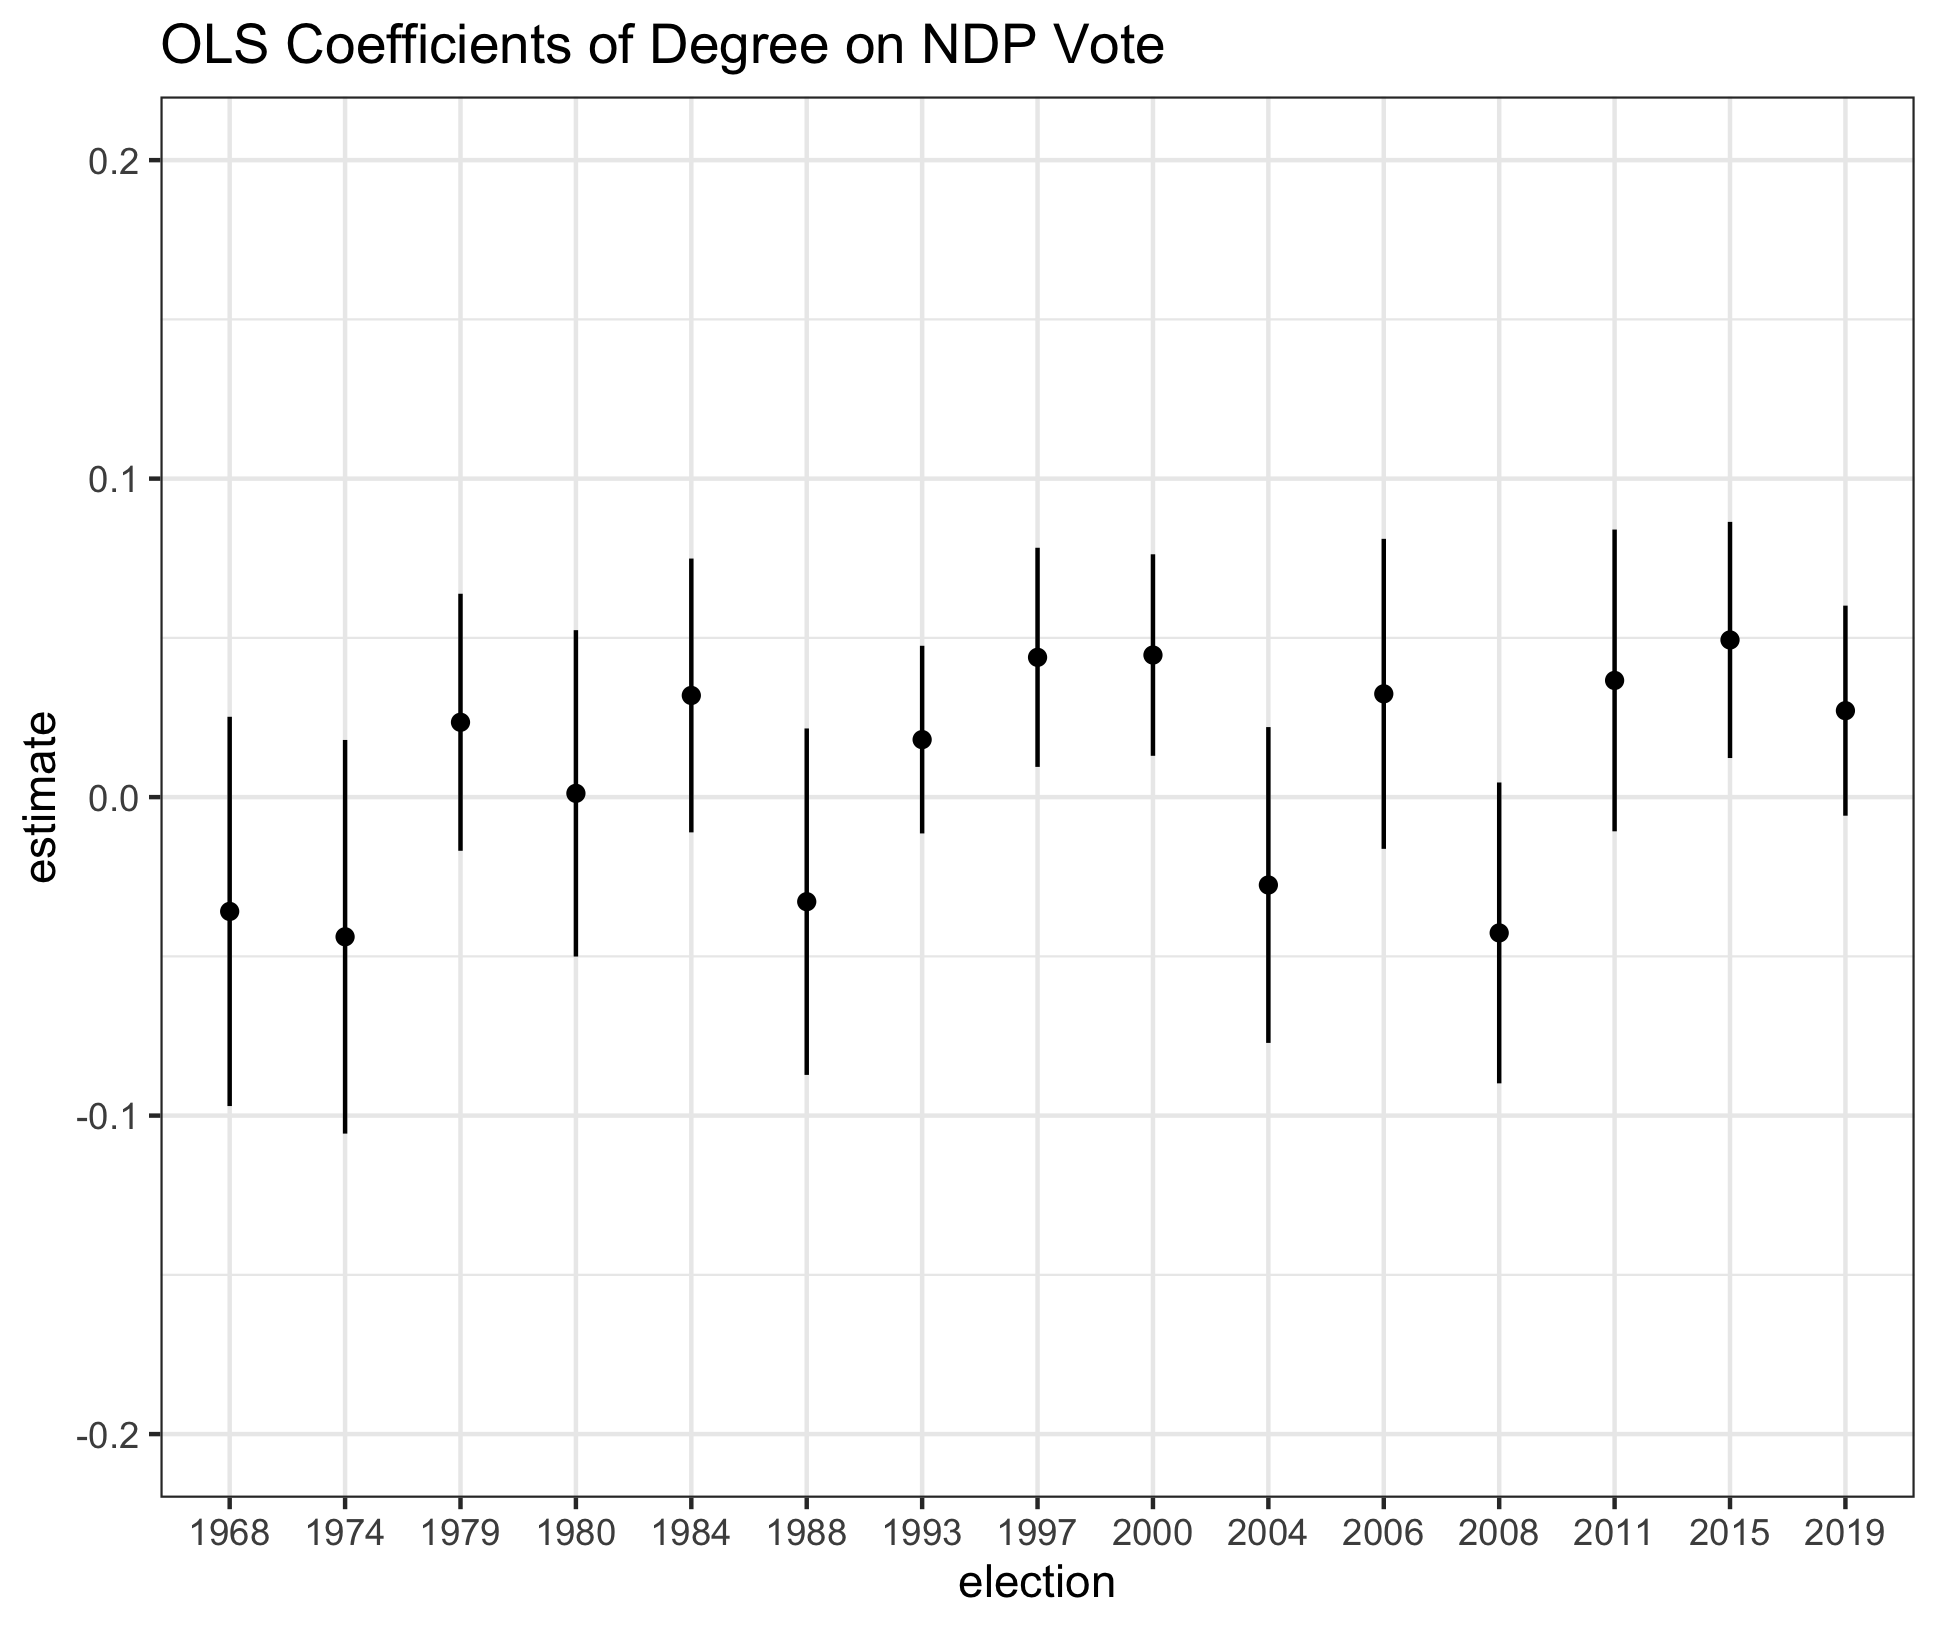 OLS Coefficients of Degree on NDP Vote
0.2
0.1
0.0
-0.1
-0.2
estimate
1968 1974 1979 1980 1984 1988 1993 1997 2000 2004 2006 2008 2011 2015 2019
election